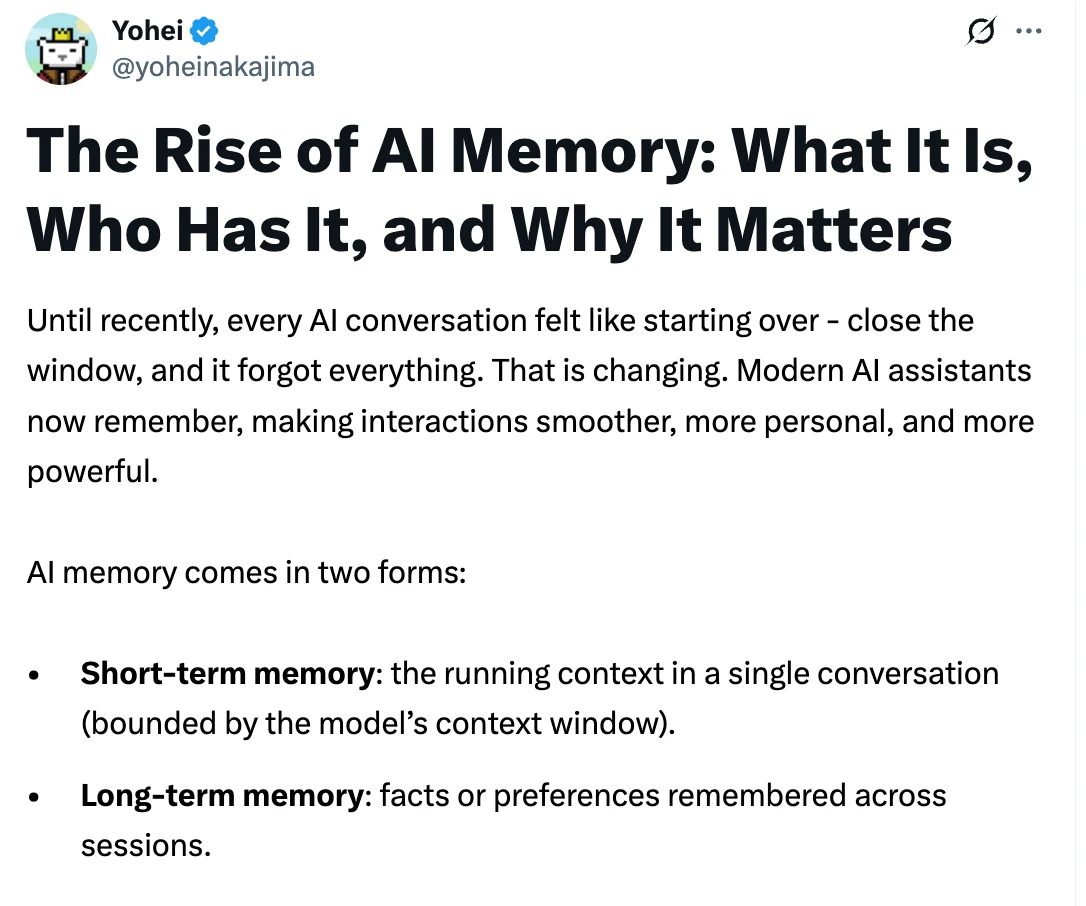 Yohei
@yoheinakajima
The Rise of AI Memory: What It Is,
Who Has It, and Why It Matters
Until recently, every AI conversation felt like starting over - close the
window, and it forgot everything. That is changing. Modern AI assistants
now remember, making interactions smoother, more personal, and more
powerful.
AI memory comes in two forms:
• Short-term memory: the running context in a single conversation
(bounded by the model’s context window).
• Long-term memory: facts or preferences remembered across
sessions.